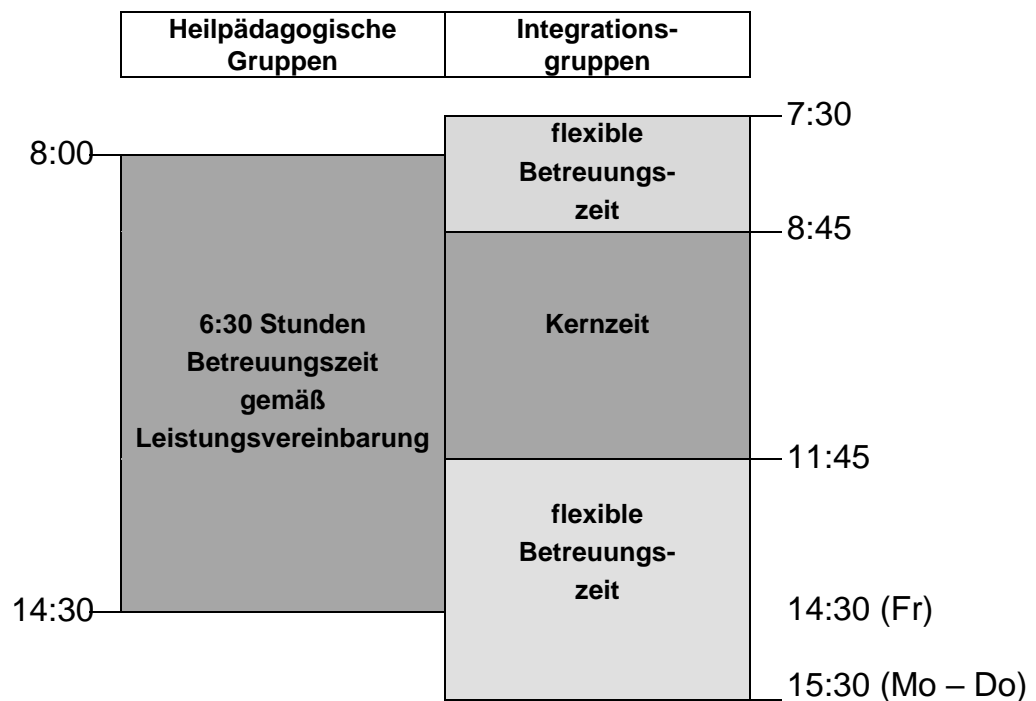 Heilpädagogische
Gruppen
Integrations-
gruppen
7:30
8:00
flexible
Betreuungs-
zeit
8:45
6:30 Stunden
Betreuungszeit
gemäß
Leistungsvereinbarung
Kernzeit
11:45
flexible
Betreuungs-
zeit
14:30
14:30 (Fr)
15:30 (Mo – Do)